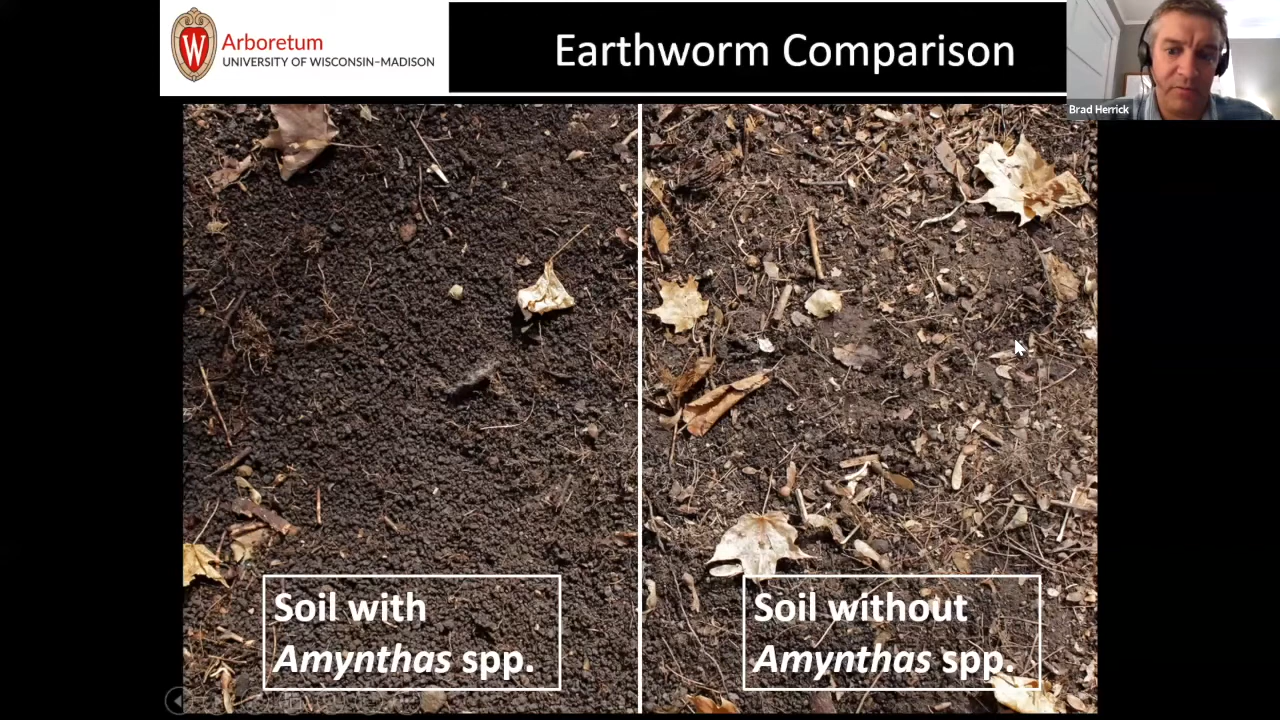 W
Arboretum
UNIVERSITY OF WISCONSIN–MADISON
Earthworm Comparison
Brad Herrick
Soil with
Amynthas spp.
Soil without
Amynthas spp.